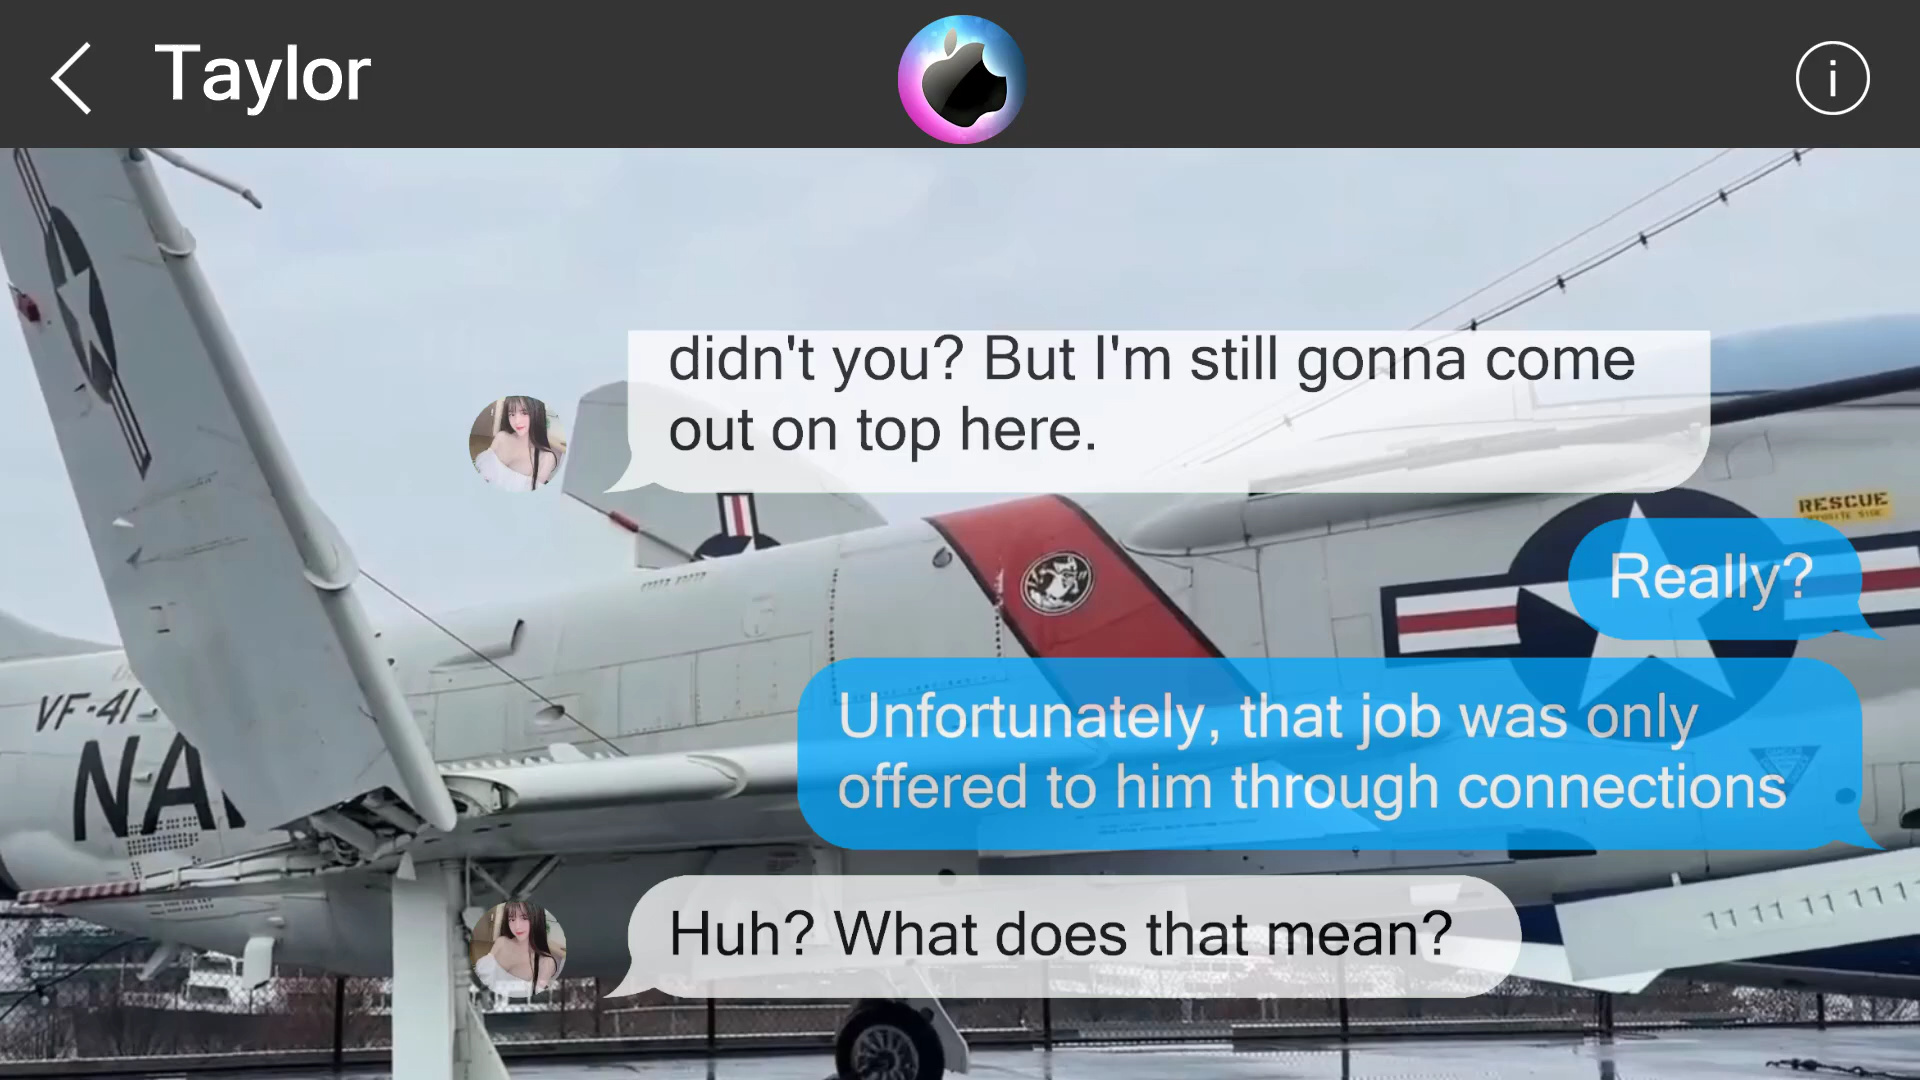 Taylor
didn't you? But I'm still gonna come
out on top here.
RESCUE
Really?
Unfortunately, that job was only
offered to him through connections
VF-41
NA
Huh? What does that mean?